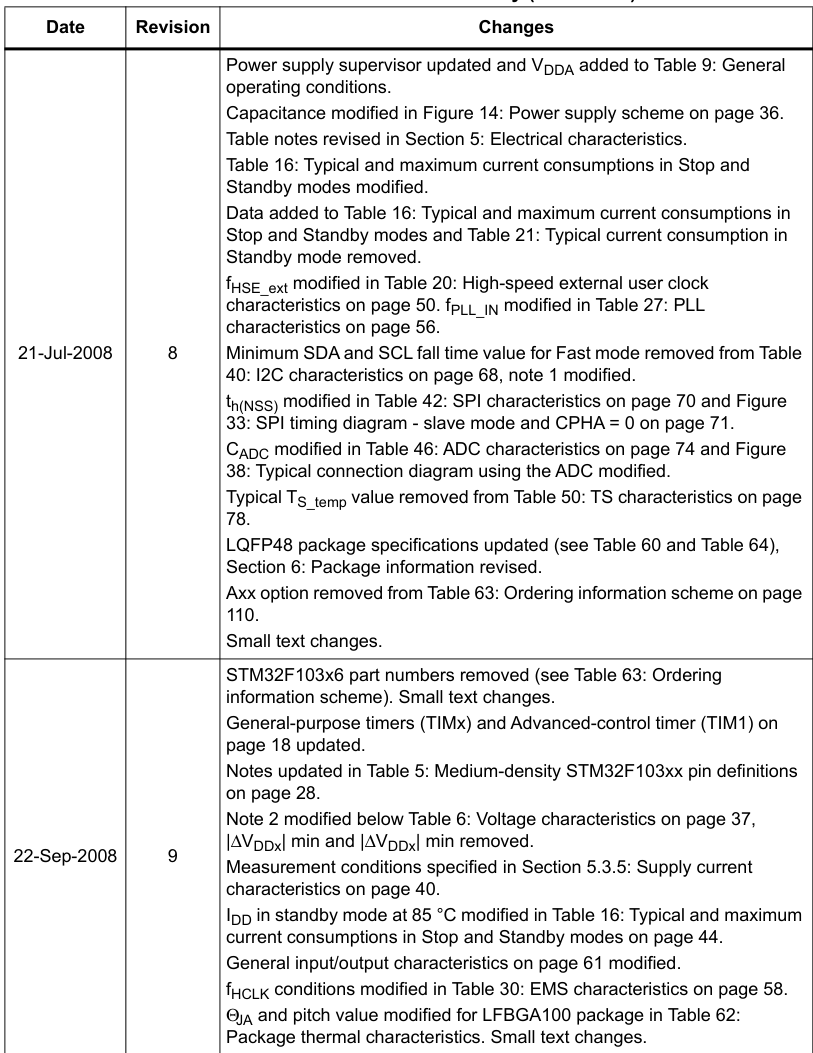 Date Revision Changes
Power supply supervisor updated and VDDA added to Table 9: General
operating conditions.
Capacitance modified in Figure 14: Power supply scheme on page 36.
Table notes revised in Section 5: Electrical characteristics.
Table 16: Typical and maximum current consumptions in Stop and
Standby modes modified.
Data added to Table 16: Typical and maximum current consumptions in
Stop and Standby modes and Table 21: Typical current consumption in
Standby mode removed.
fHSE_ext modified in Table 20: High-speed external user clock
characteristics on page 50. fPLL_IN modified in Table 27: PLL
characteristics on page 56.
21-Jul-2008 8
Minimum SDA and SCL fall time value for Fast mode removed from Table
40: I2C characteristics on page 68, note 1 modified.
th(NSS) modified in Table 42: SPI characteristics on page 70 and Figure
33: SPI timing diagram - slave mode and CPHA = 0 on page 71.
CADC modified in Table 46: ADC characteristics on page 74 and Figure
38: Typical connection diagram using the ADC modified.
Typical TS_temp value removed from Table 50: TS characteristics on page
78.
LQFP48 package specifications updated (see Table 60 and Table 64),
Section 6: Package information revised.
Axx option removed from Table 63: Ordering information scheme on page
110.
Small text changes.
STM32F103x6 part numbers removed (see Table 63: Ordering
information scheme). Small text changes.
General-purpose timers (TIMx) and Advanced-control timer (TIM1) on
page 18 updated.
Notes updated in Table 5: Medium-density STM32F103xx pin definitions
on page 28.
Note 2 modified below Table 6: Voltage characteristics on page 37,
|ΔVDDx| min and |ΔVDDx| min removed.
22-Sep-2008 9
Measurement conditions specified in Section 5.3.5: Supply current
characteristics on page 40.
IDD in standby mode at 85 °C modified in Table 16: Typical and maximum
current consumptions in Stop and Standby modes on page 44.
General input/output characteristics on page 61 modified.
fHCLK conditions modified in Table 30: EMS characteristics on page 58.
ΘJA and pitch value modified for LFBGA100 package in Table 62:
Package thermal characteristics. Small text changes.